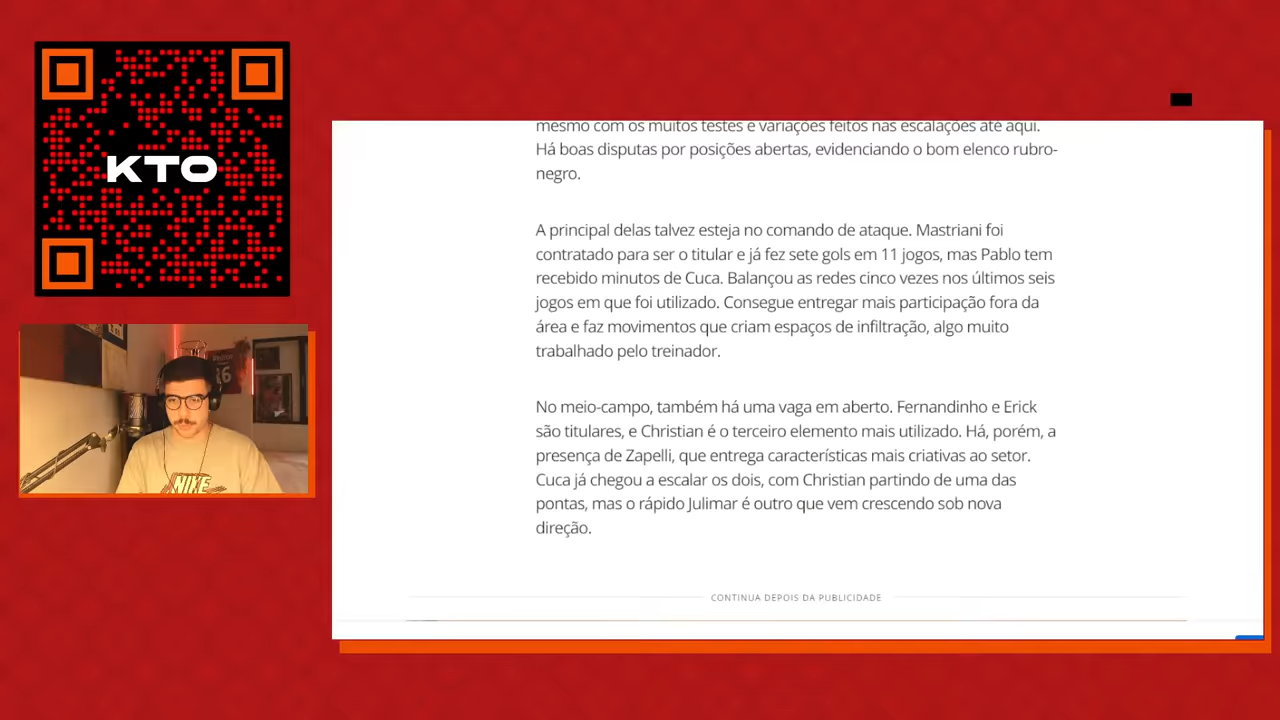 KTO
mesmo com os muitos testes e variações feitos nas escalações até aqui.
Há boas disputas por posições abertas, evidenciando o bom elenco rubro-
negro.
A principal delas talvez esteja no comando de ataque. Mastriani foi
contratado para ser o titular e já fez sete gols em 11 jogos, mas Pablo tem
recebido minutos de Cuca. Balançou as redes cinco vezes nos últimos seis
jogos em que foi utilizado. Consegue entregar mais participação fora da
área e faz movimentos que criam espaços de infiltração, algo muito
trabalhado pelo treinador.
No meio-campo, também há uma vaga em aberto. Fernandinho e Erick
são titulares, e Christian é o terceiro elemento mais utilizado. Há, porém, a
presença de Zapelli, que entrega características mais criativas ao setor.
Cuca já chegou a escalar os dois, com Christian partindo de uma das
pontas, mas o rápido Julimar é outro que vem crescendo sob nova
direção.
CONTINUA DEPOIS DA PUBLICIDADE
NIKE